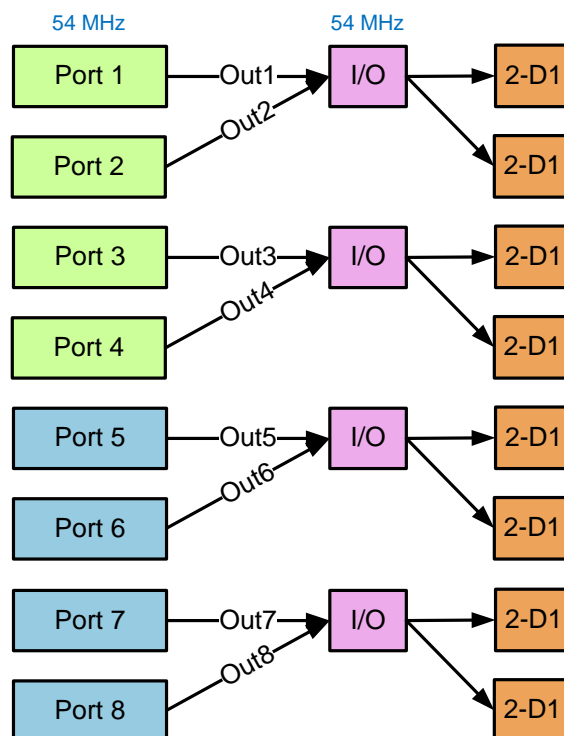 54 MHz 54 MHz
Port 1 Out1 I/O 2-D1
Out2
Port 2 2-D1
Port 3 Out3 I/O 2-D1
Out4
Port 4 2-D1
Port 5 Out5 I/O 2-D1
Out6
Port 6 2-D1
Port 7 Out7 I/O 2-D1
Out8
Port 8 2-D1